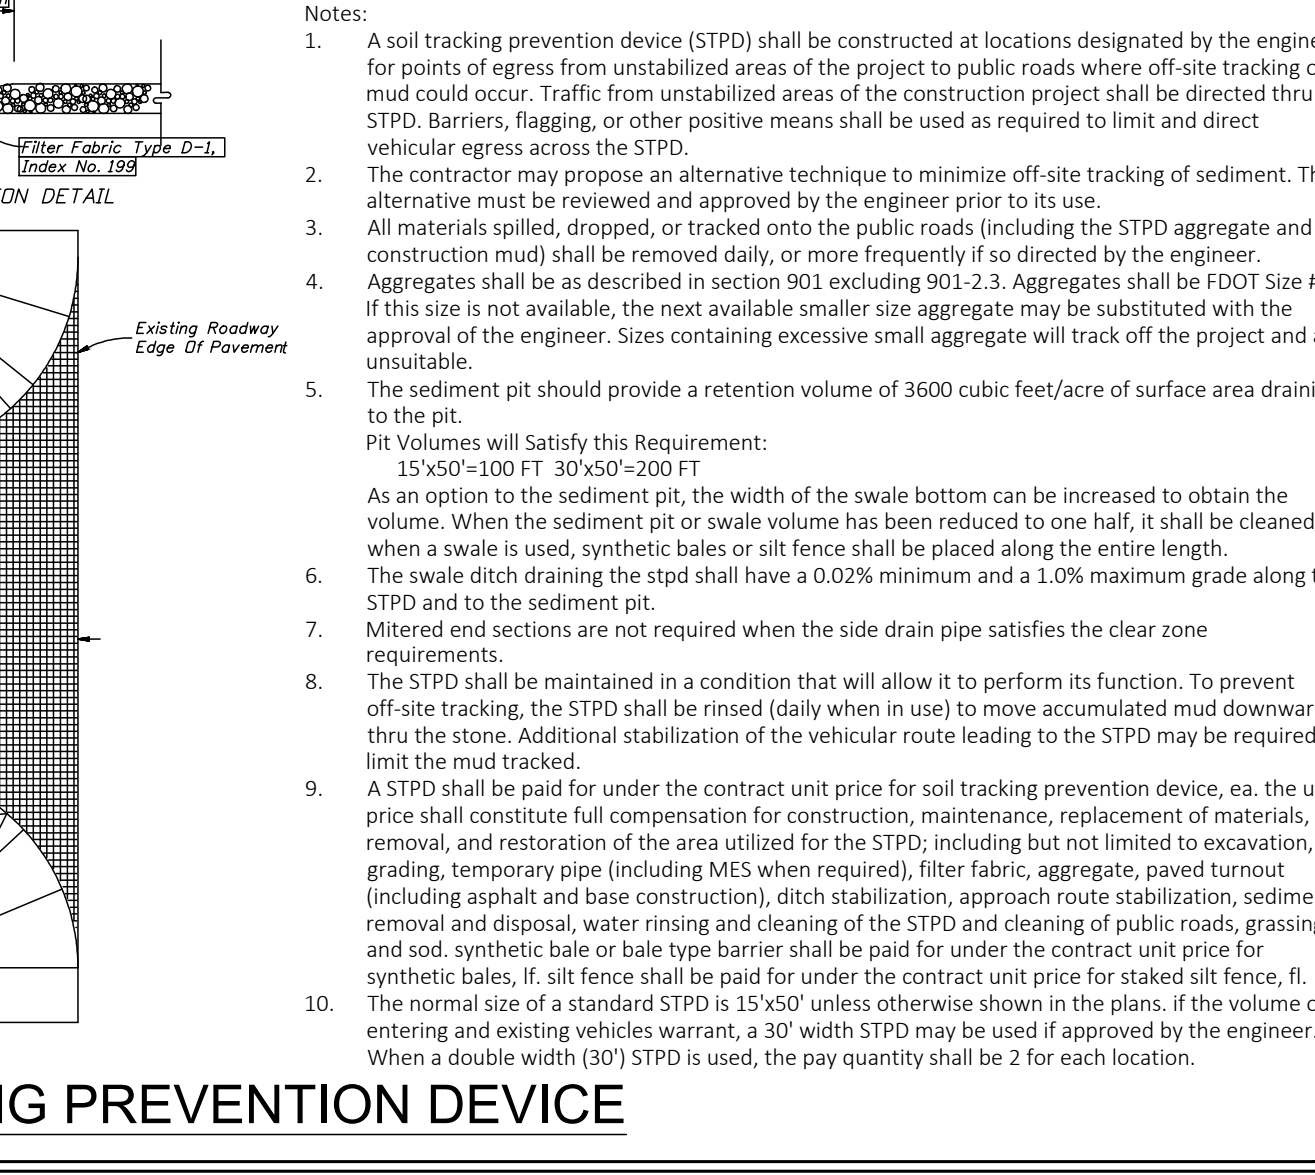 Filter Fabric Type D-1,
Index No. 199
ON DETAIL
Existing Roadway
Edge Of Pavement
Notes:
1. A soil tracking prevention device (STPD) shall be constructed at locations designated by the engine
for points of egress from unstabilized areas of the project to public roads where off-site tracking o
mud could occur. Traffic from unstabilized areas of the construction project shall be directed thru
STPD. Barriers, flagging, or other positive means shall be used as required to limit and direct
vehicular egress across the STPD.
2. The contractor may propose an alternative technique to minimize off-site tracking of sediment. Th
alternative must be reviewed and approved by the engineer prior to its use.
3. All materials spilled, dropped, or tracked onto the public roads (including the STPD aggregate and
construction mud) shall be removed daily, or more frequently if so directed by the engineer.
4. Aggregates shall be as described in section 901 excluding 901-2.3. Aggregates shall be FDOT Size #
If this size is not available, the next available smaller size aggregate may be substituted with the
approval of the engineer. Sizes containing excessive small aggregate will track off the project and a
unsuitable.
5. The sediment pit should provide a retention volume of 3600 cubic feet/acre of surface area draini
to the pit.
Pit Volumes will Satisfy this Requirement:
15'x50'=100 FT 30'x50'=200 FT
As an option to the sediment pit, the width of the swale bottom can be increased to obtain the
volume. When the sediment pit or swale volume has been reduced to one half, it shall be cleaned
when a swale is used, synthetic bales or silt fence shall be placed along the entire length.
6. The swale ditch draining the stpd shall have a 0.02% minimum and a 1.0% maximum grade along t
STPD and to the sediment pit.
7. Mitered end sections are not required when the side drain pipe satisfies the clear zone
requirements.
8. The STPD shall be maintained in a condition that will allow it to perform its function. To prevent
off-site tracking, the STPD shall be rinsed (daily when in use) to move accumulated mud downwar
thru the stone. Additional stabilization of the vehicular route leading to the STPD may be required
limit the mud tracked.
9. A STPD shall be paid for under the contract unit price for soil tracking prevention device, ea. the u
price shall constitute full compensation for construction, maintenance, replacement of materials,
removal, and restoration of the area utilized for the STPD; including but not limited to excavation,
grading, temporary pipe (including MES when required), filter fabric, aggregate, paved turnout
(including asphalt and base construction), ditch stabilization, approach route stabilization, sedime
removal and disposal, water rinsing and cleaning of the STPD and cleaning of public roads, grassing
and sod. synthetic bale or bale type barrier shall be paid for under the contract unit price for
synthetic bales, lf. silt fence shall be paid for under the contract unit price for staked silt fence, fl.
10. The normal size of a standard STPD is 15'x50' unless otherwise shown in the plans. if the volume o
entering and existing vehicles warrant, a 30' width STPD may be used if approved by the engineer.
When a double width (30') STPD is used, the pay quantity shall be 2 for each location.
NG PREVENTION DEVICE